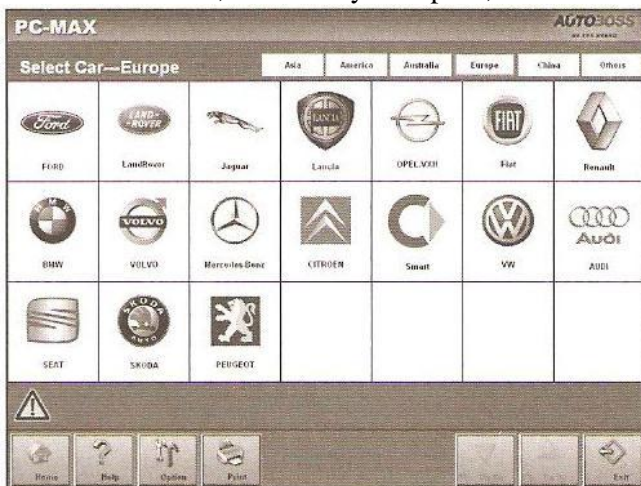 PC-MAX AUTOBOSS
Select Car—Europe Asia America Australia Europe China Others
Ford LAND-ROVER LANCIA FIAT
FORD LandRover Jaguar Lancia OPEL.VXH Fiat Renault
BMW VOLVO Audi
BMW VOLVO Mercedes-Benz CITROEN Smart VW AUDI
SKODA AUTO
SEAT SKODA PEUGEOT
Home Help Option Print Exit